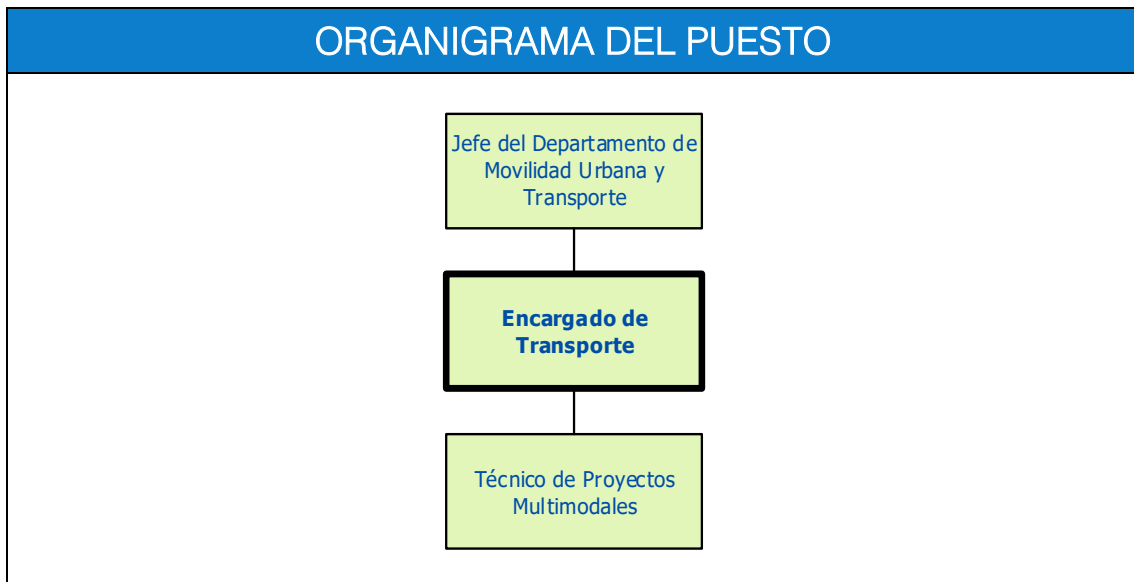 ORGANIGRAMA DEL PUESTO
Jefe del Departamento de
Movilidad Urbana y
Transporte
Encargado de
Transporte
Técnico de Proyectos
Multimodales